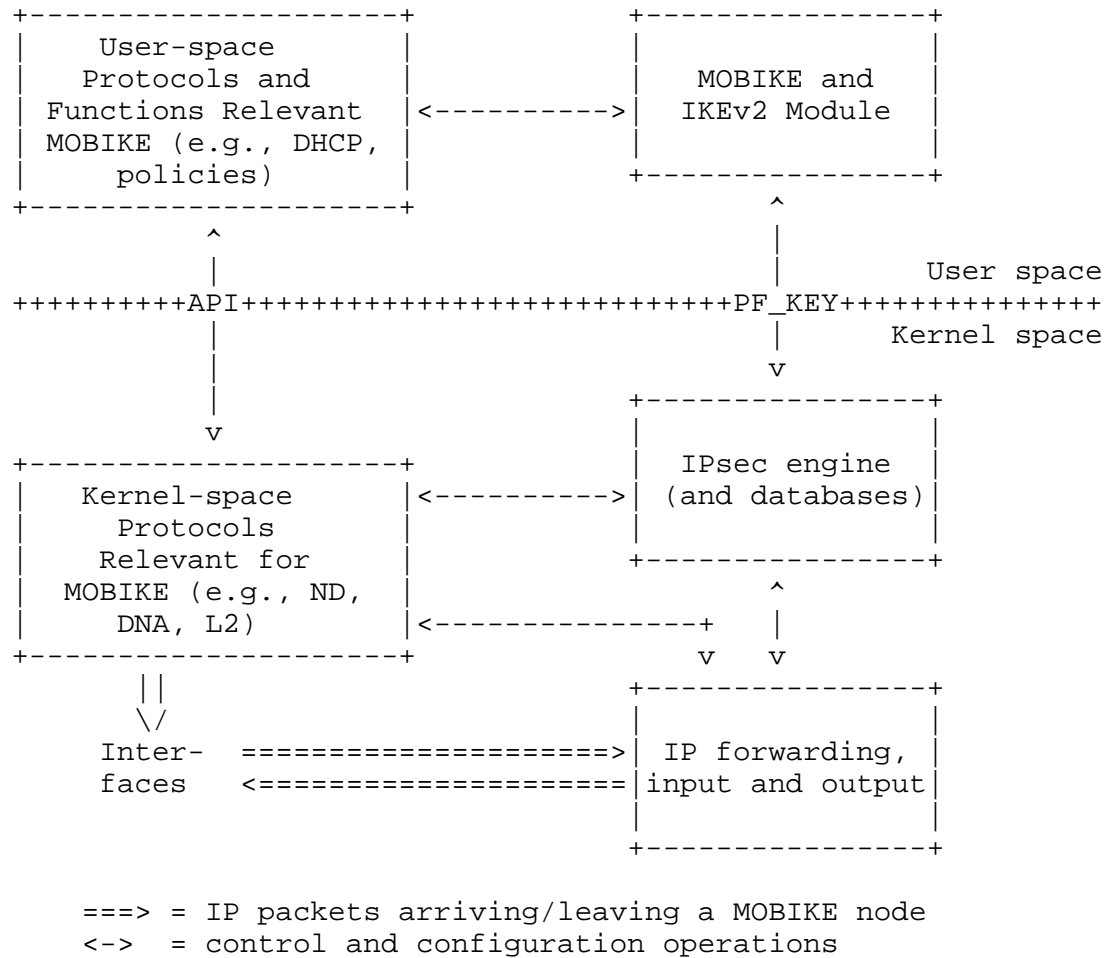 User-space
Protocols and
Functions Relevant
MOBIKE (e.g., DHCP,
policies)
MOBIKE and
IKEv2 Module
User space
API
PF_KEY
Kernel space
Kernel-space
Protocols
Relevant for
MOBIKE (e.g., ND,
DNA, L2)
IPsec engine
(and databases)
Inter-
faces
IP forwarding,
input and output
===> = IP packets arriving/leaving a MOBIKE node
<-> = control and configuration operations